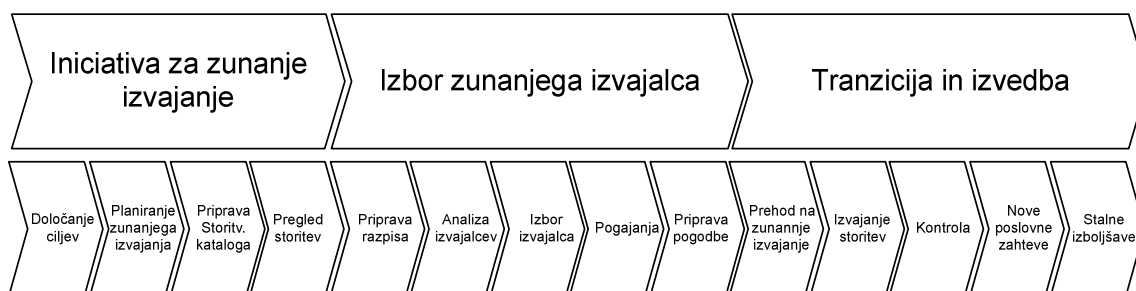 Iniciativa za zunanje
izvajanje
Izbor zunanjega izvajalca
Tranzicija in izvedba
Določanje
ciljev
Planiranje
zunanjega
izvajanja
Priprava
Storitv.
kataloga
Pregled
storitev
Priprava
razpisa
Analiza
izvajalcev
Izbor
izvajalca
Pogajanja
Priprava
pogodbe
Prehod na
zunannje
izvajanje
Izvajanje
storitev
Kontrola
Nove
poslovne
zahteve
Stalne
izboljšave